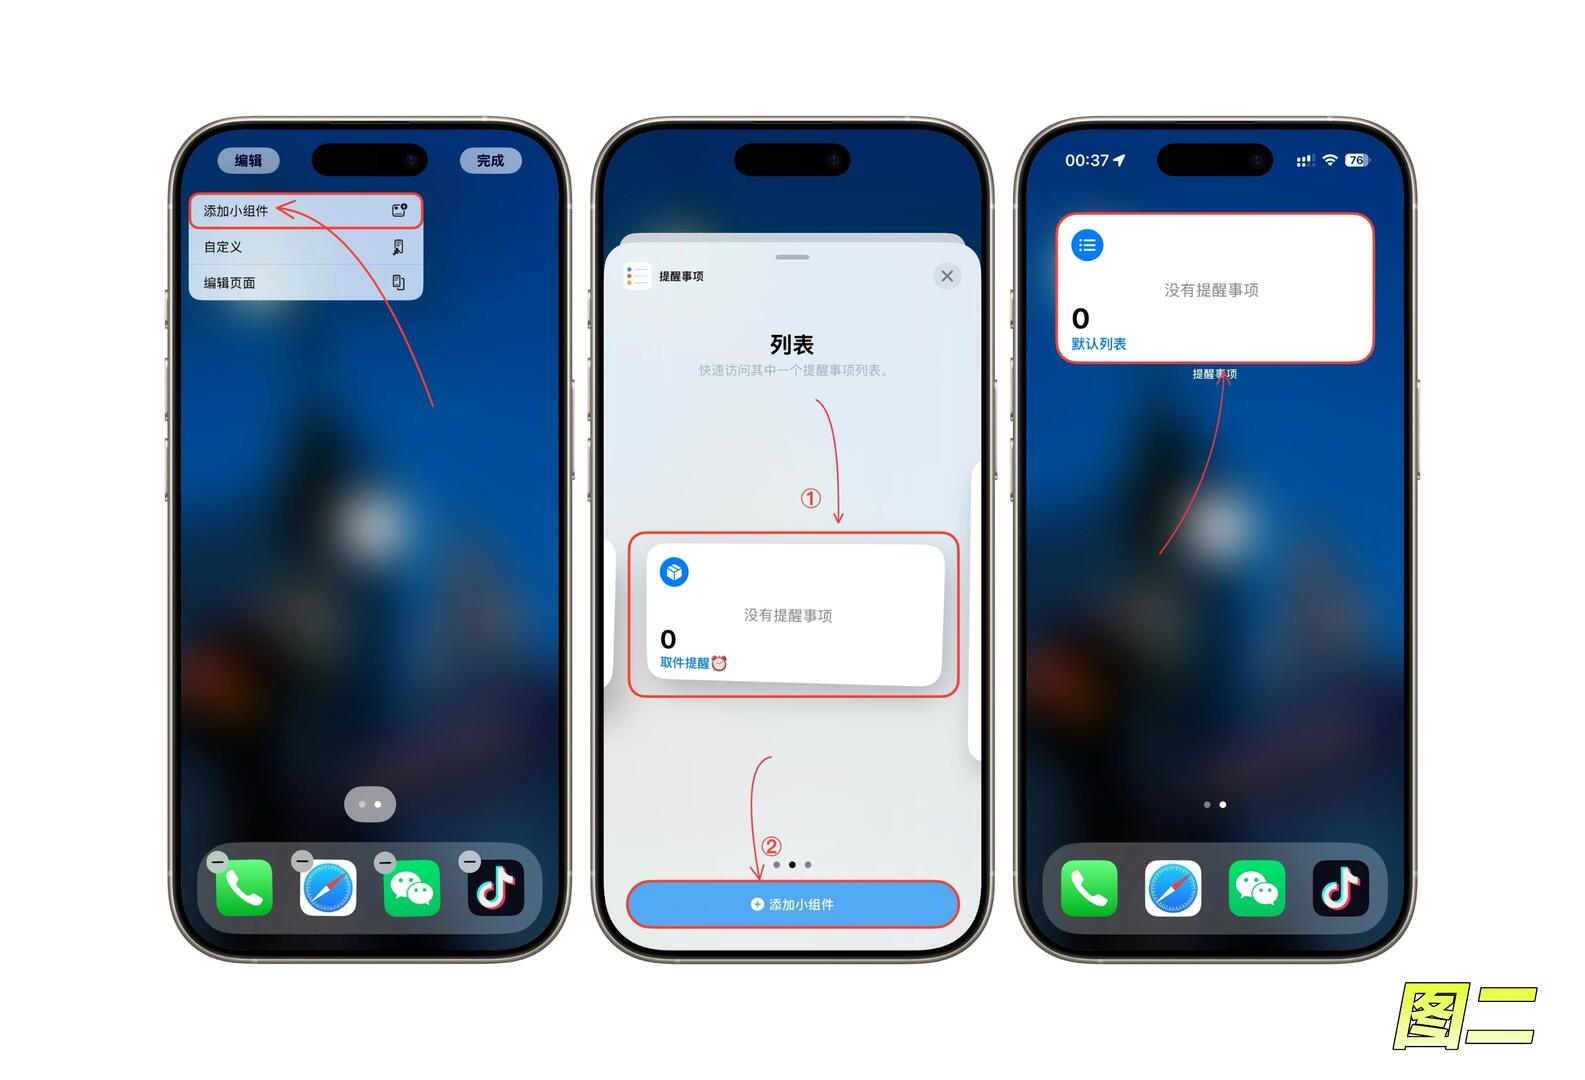 编辑
完成
添加小组件
自定义
编辑页面
提醒事项
列表
快速访问其中一个提醒事项列表。
①
没有提醒事项
0
取件提醒⏰
②
添加小组件
00:37
76
没有提醒事项
0
默认列表
提醒事项
图二